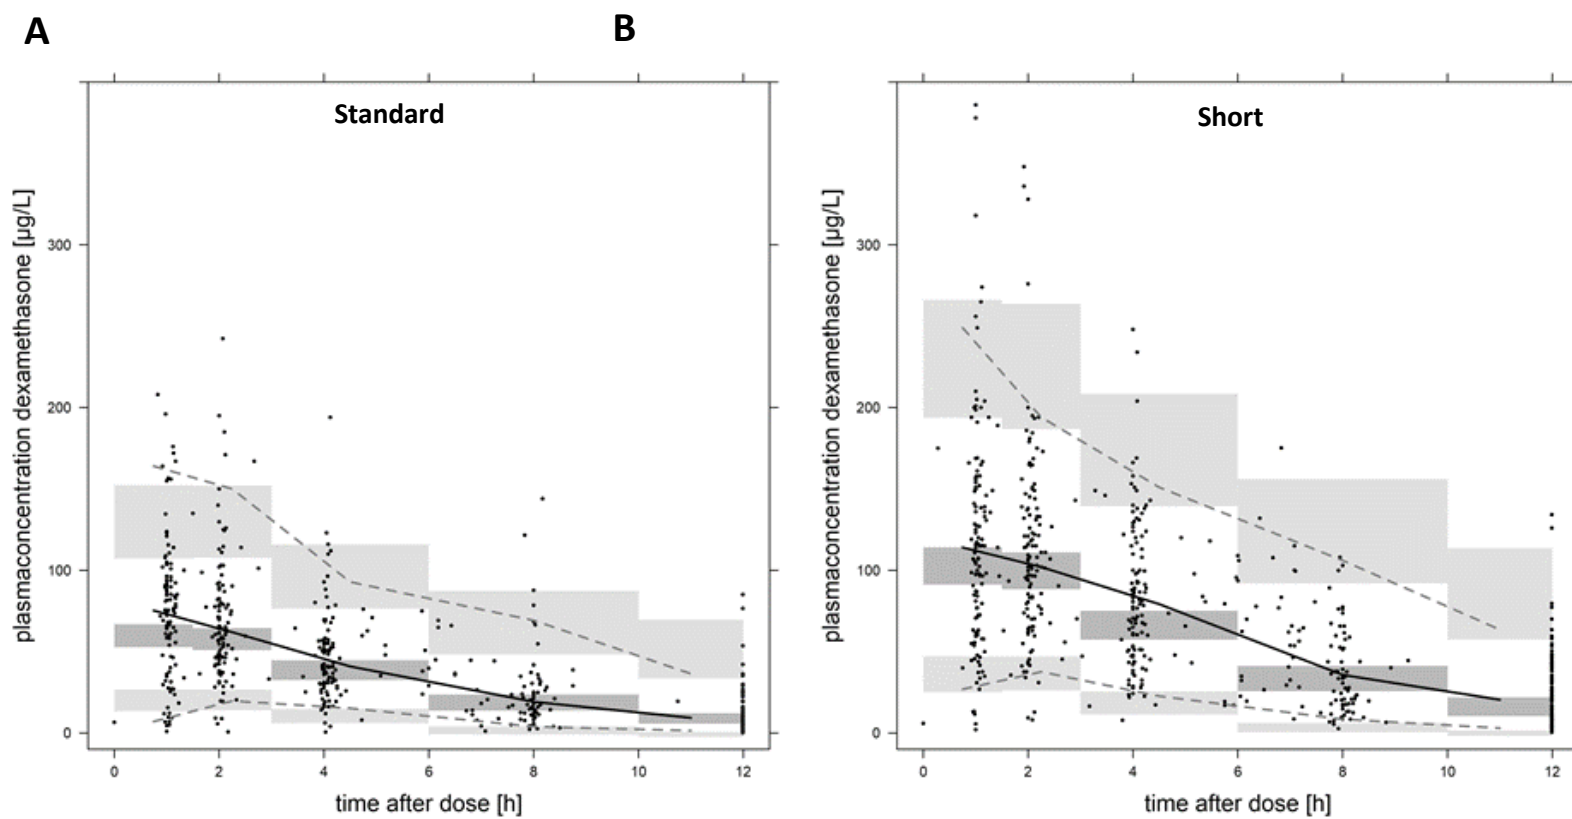 A
B
Standard
Short
plasmaconcentration dexamethasone [µg/L]
300
200
100
0
0 2 4 6 8 10 12
time after dose [h]
plasmaconcentration dexamethasone [µg/L]
300
200
100
0
0 2 4 6 8 10 12
time after dose [h]